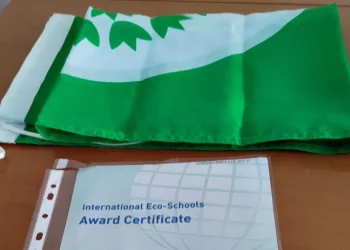 International Eco-Schools
Award Certificate